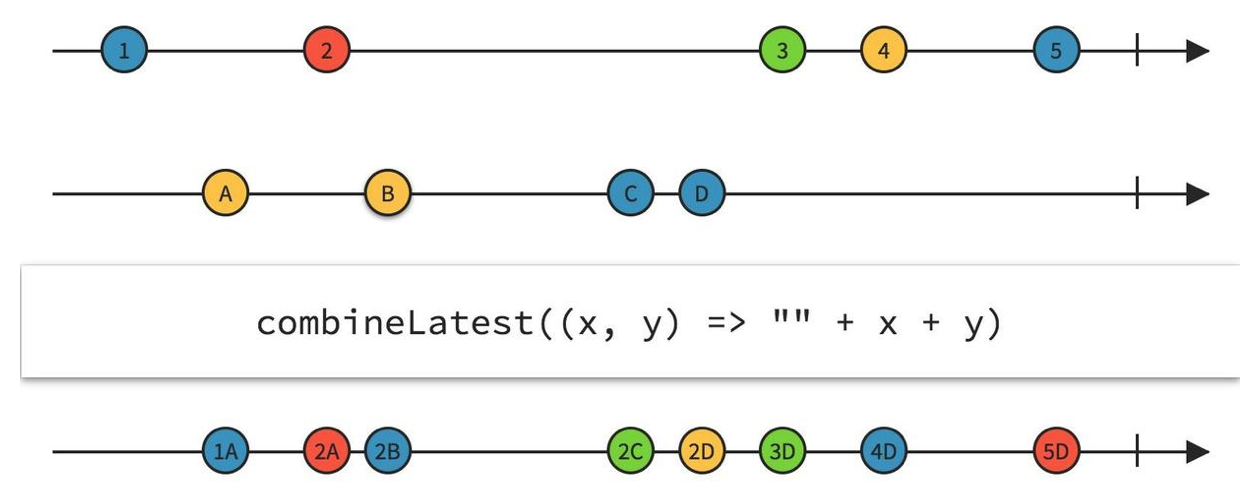 1 2 3 4 5
A B C D
combineLatest((x, y) => "" + x + y)
1A 2A 2B 2C 2D 3D 4D 5D